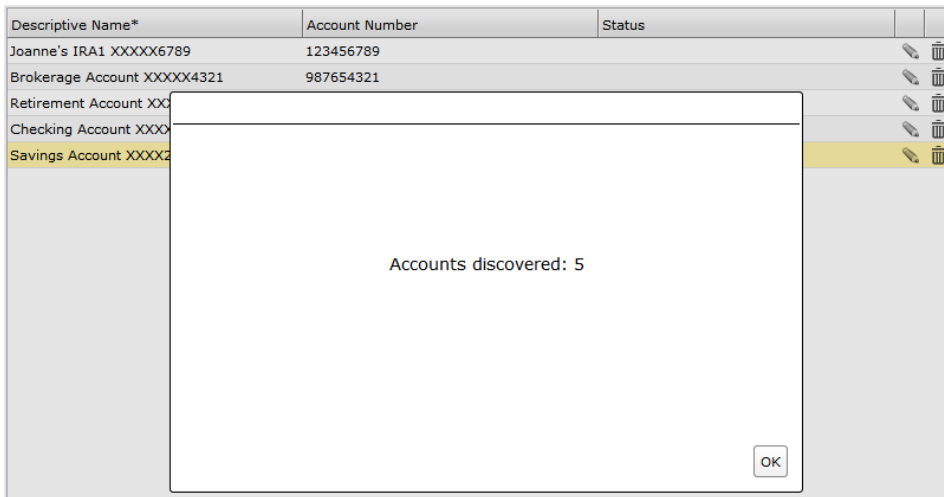 Descriptive Name* Account Number Status
Joanne's IRA1 XXXXX6789 123456789
Brokerage Account XXXXX4321 987654321
Retirement Account XXX
Checking Account XXXX
Savings Account XXXX2
Accounts discovered: 5
OK